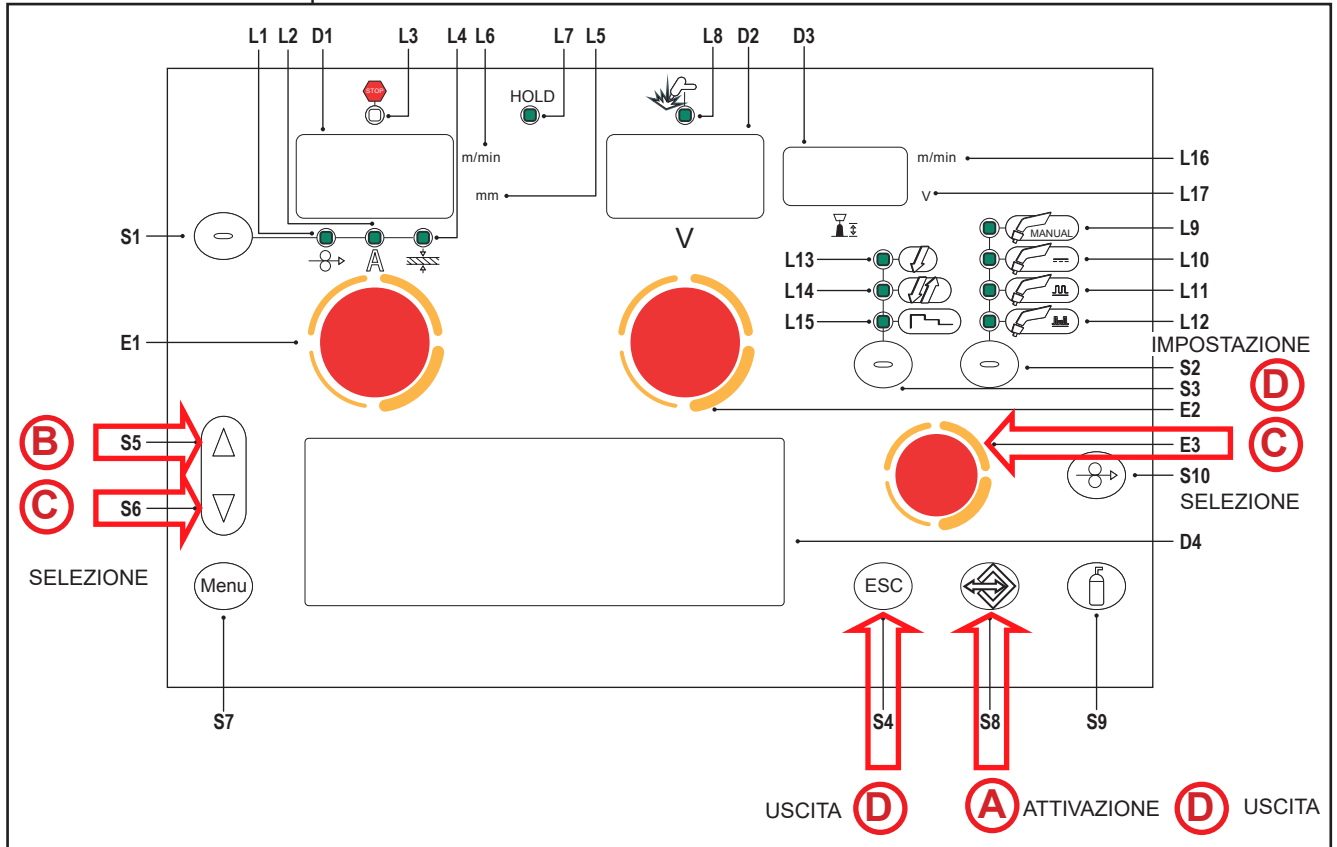 L1 L2 D1 L3 L4 L6 L7 L5 L8 D2 D3
STOP
HOLD
m/min
m/min
L16
mm
V
L17
S1
MANUAL
L9
A
V
L13
L10
L14
L11
L15
L12
E1
IMPOSTAZIONE
S2
D
S3
E2
B
S5
E3
C
S10
C
S6
SELEZIONE
D4
SELEZIONE
Menu
ESC
S7
S4
S8
S9
USCITA D
A ATTIVAZIONE D USCITA